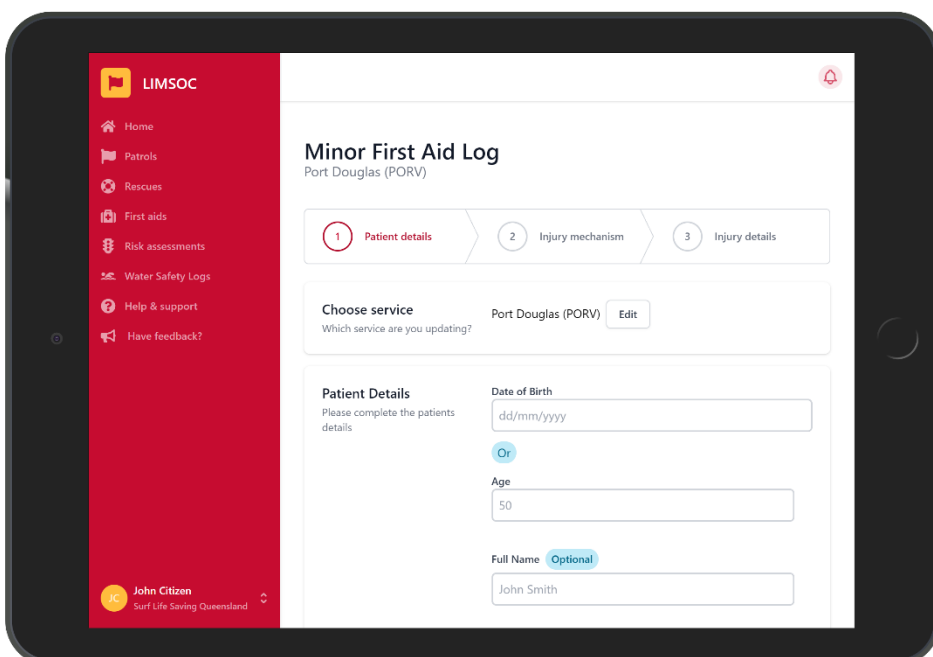 LIMSOC
Home
Patrols
Rescues
First aids
Risk assessments
Water Safety Logs
Help & support
Have feedback?
JC
John Citizen
Surf Life Saving Queensland
Minor First Aid Log
Port Douglas (PORV)
1 Patient details
2 Injury mechanism
3 Injury details
Choose service
Which service are you updating?
Port Douglas (PORV) Edit
Patient Details
Please complete the patients
details
Date of Birth
dd/mm/yyyy
Or
Age
50
Full Name Optional
John Smith